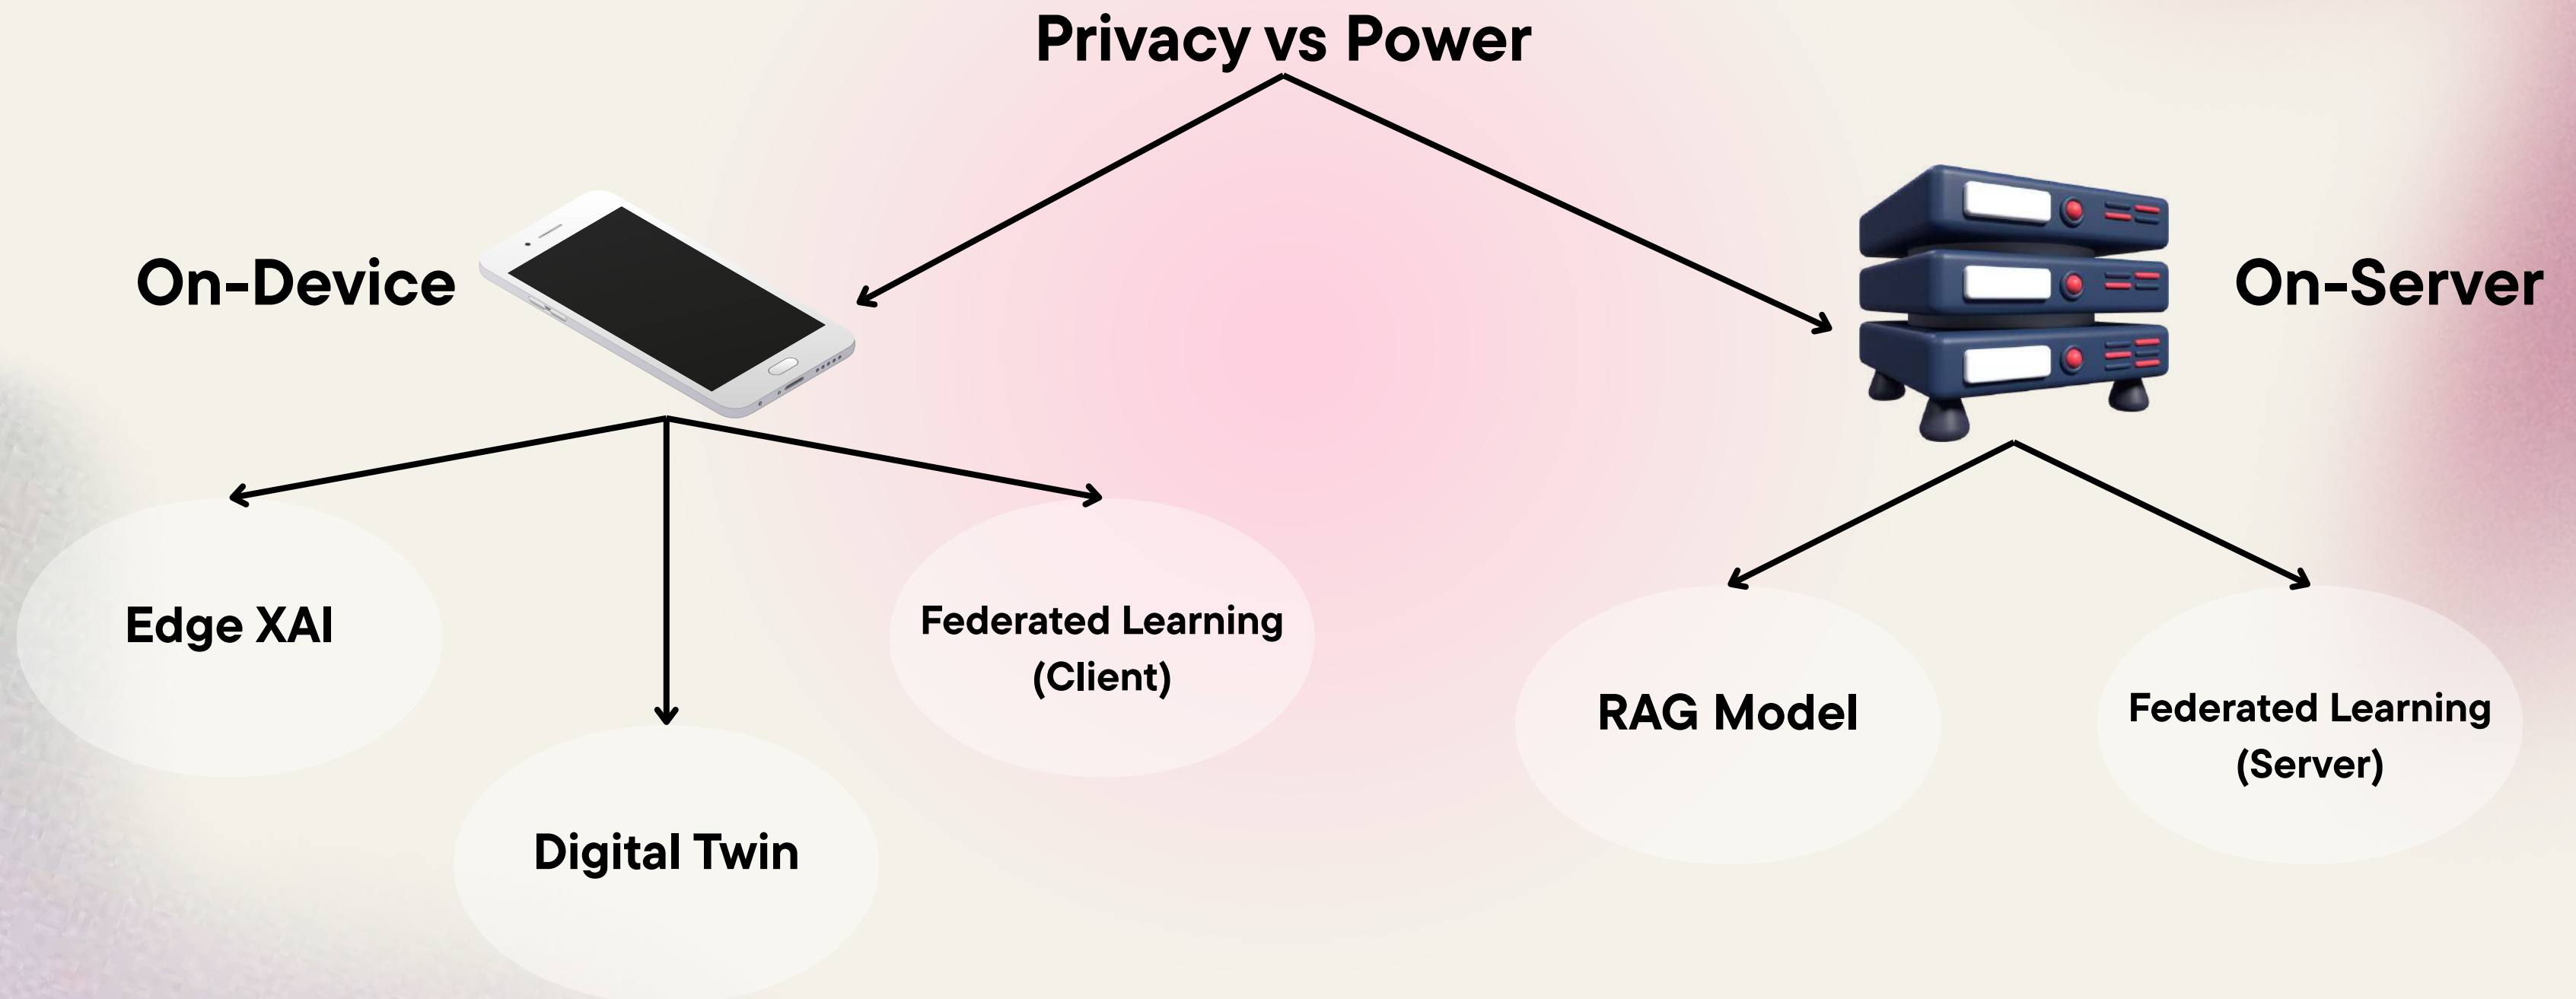 Privacy vs Power
On-Device
On-Server
Edge XAI
Federated Learning
(Client)
Digital Twin
RAG Model
Federated Learning
(Server)